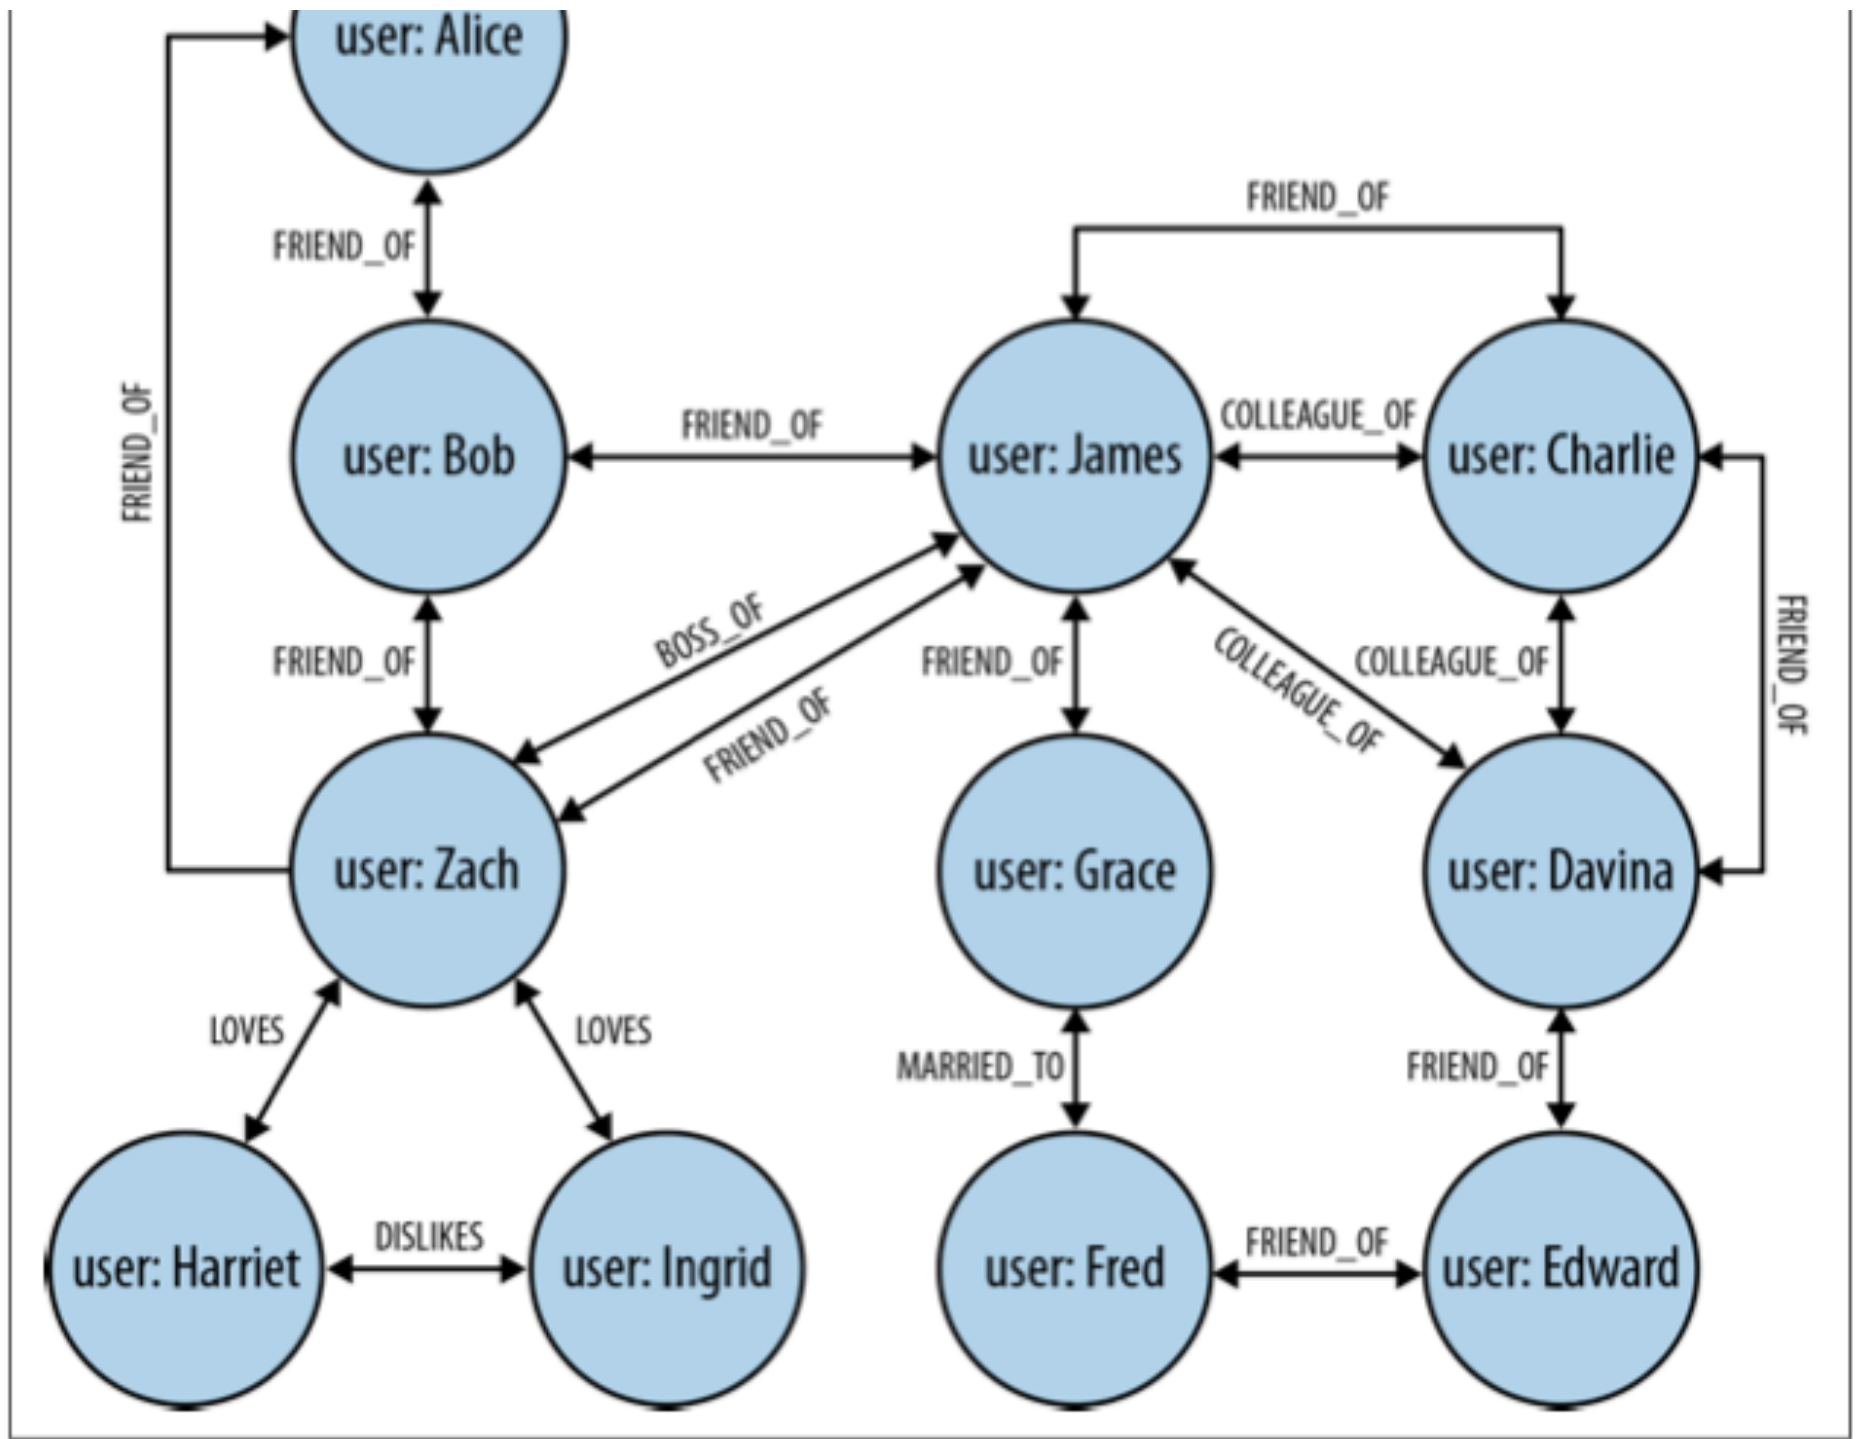 user: Alice
FRIEND_OF
FRIEND_OF
FRIEND_OF
FRIEND_OF
user: Bob
FRIEND_OF
user: James
COLLEAGUE_OF
user: Charlie
FRIEND_OF
BOSS_OF
FRIEND_OF
FRIEND_OF
COLLEAGUE_OF
COLLEAGUE_OF
FRIEND_OF
user: Zach
user: Grace
user: Davina
LOVES
LOVES
MARRIED_TO
FRIEND_OF
user: Harriet
DISLIKES
user: Ingrid
user: Fred
FRIEND_OF
user: Edward